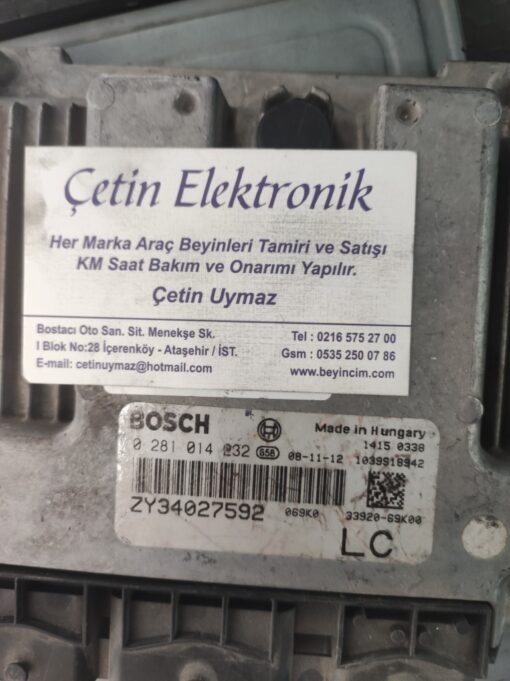 Çetin Elektronik
Her Marka Araç Beyinleri Tamiri ve Satışı
KM Saat Bakım ve Onarımı Yapılır.
Çetin Uymaz
Bostacı Oto San. Sit. Menekşe Sk.
I Blok No:28 İçerenköy - Ataşehir / İST.
E-mail: cetinuymaz@hotmail.com
Tel : 0216 575 27 00
Gsm : 0535 250 07 86
www.beyincim.com
BOSCH
Made in Hungary
1415 0338
0 281 014 032 G5B 08-11-12 1039S18942
ZY34027592 069K0 33920-69K00
LC